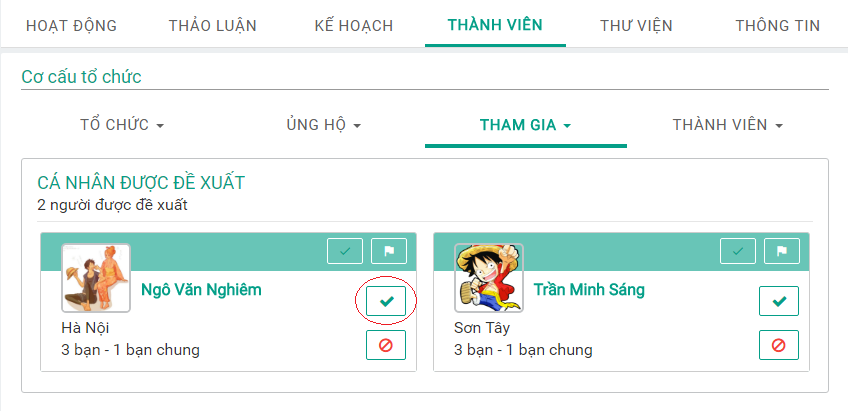 HOẠT ĐỘNG THẢO LUẬN KẾ HOẠCH THÀNH VIÊN THƯ VIỆN THÔNG TIN
Cơ cấu tổ chức
TỔ CHỨC ỦNG HỘ THAM GIA THÀNH VIÊN
CÁ NHÂN ĐƯỢC ĐỀ XUẤT
2 người được đề xuất
Ngô Văn Nghiêm
Hà Nội
3 bạn - 1 bạn chung
Trần Minh Sáng
Sơn Tây
3 bạn - 1 bạn chung